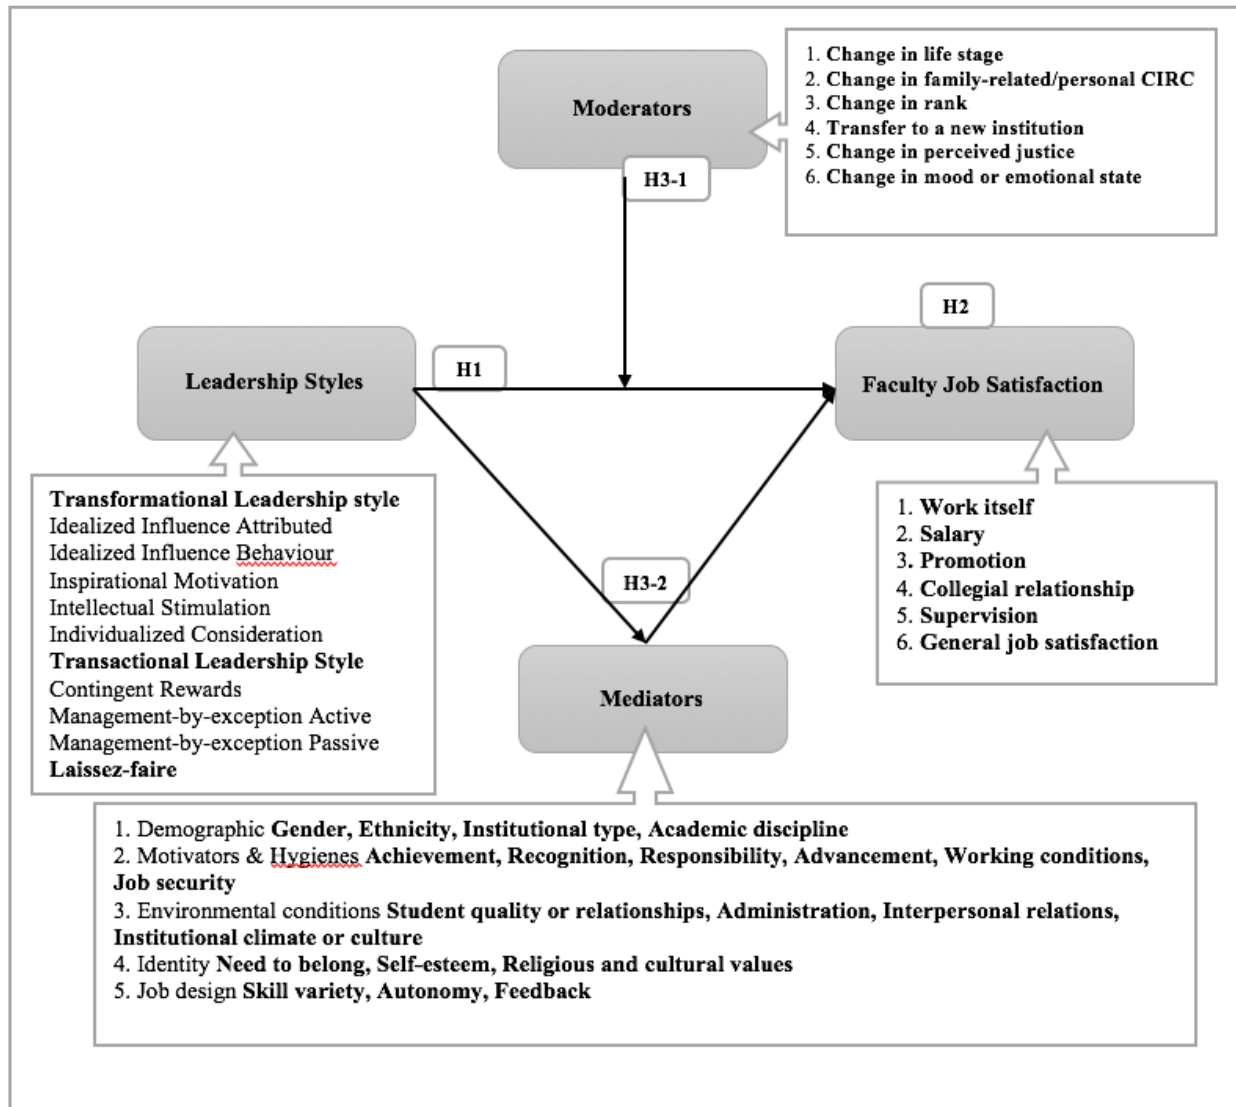 Moderators
H3-1
1. Change in life stage
2. Change in family-related/personal CIRC
3. Change in rank
4. Transfer to a new institution
5. Change in perceived justice
6. Change in mood or emotional state
Leadership Styles
H1
H2
Faculty Job Satisfaction
Transformational Leadership style
Idealized Influence Attributed
Idealized Influence Behaviour
Inspirational Motivation
Intellectual Stimulation
Individualized Consideration
Transactional Leadership Style
Contingent Rewards
Management-by-exception Active
Management-by-exception Passive
Laissez-faire
1. Work itself
2. Salary
3. Promotion
4. Collegial relationship
5. Supervision
6. General job satisfaction
H3-2
Mediators
1. Demographic Gender, Ethnicity, Institutional type, Academic discipline
2. Motivators & Hygienes Achievement, Recognition, Responsibility, Advancement, Working conditions,
Job security
3. Environmental conditions Student quality or relationships, Administration, Interpersonal relations,
Institutional climate or culture
4. Identity Need to belong, Self-esteem, Religious and cultural values
5. Job design Skill variety, Autonomy, Feedback